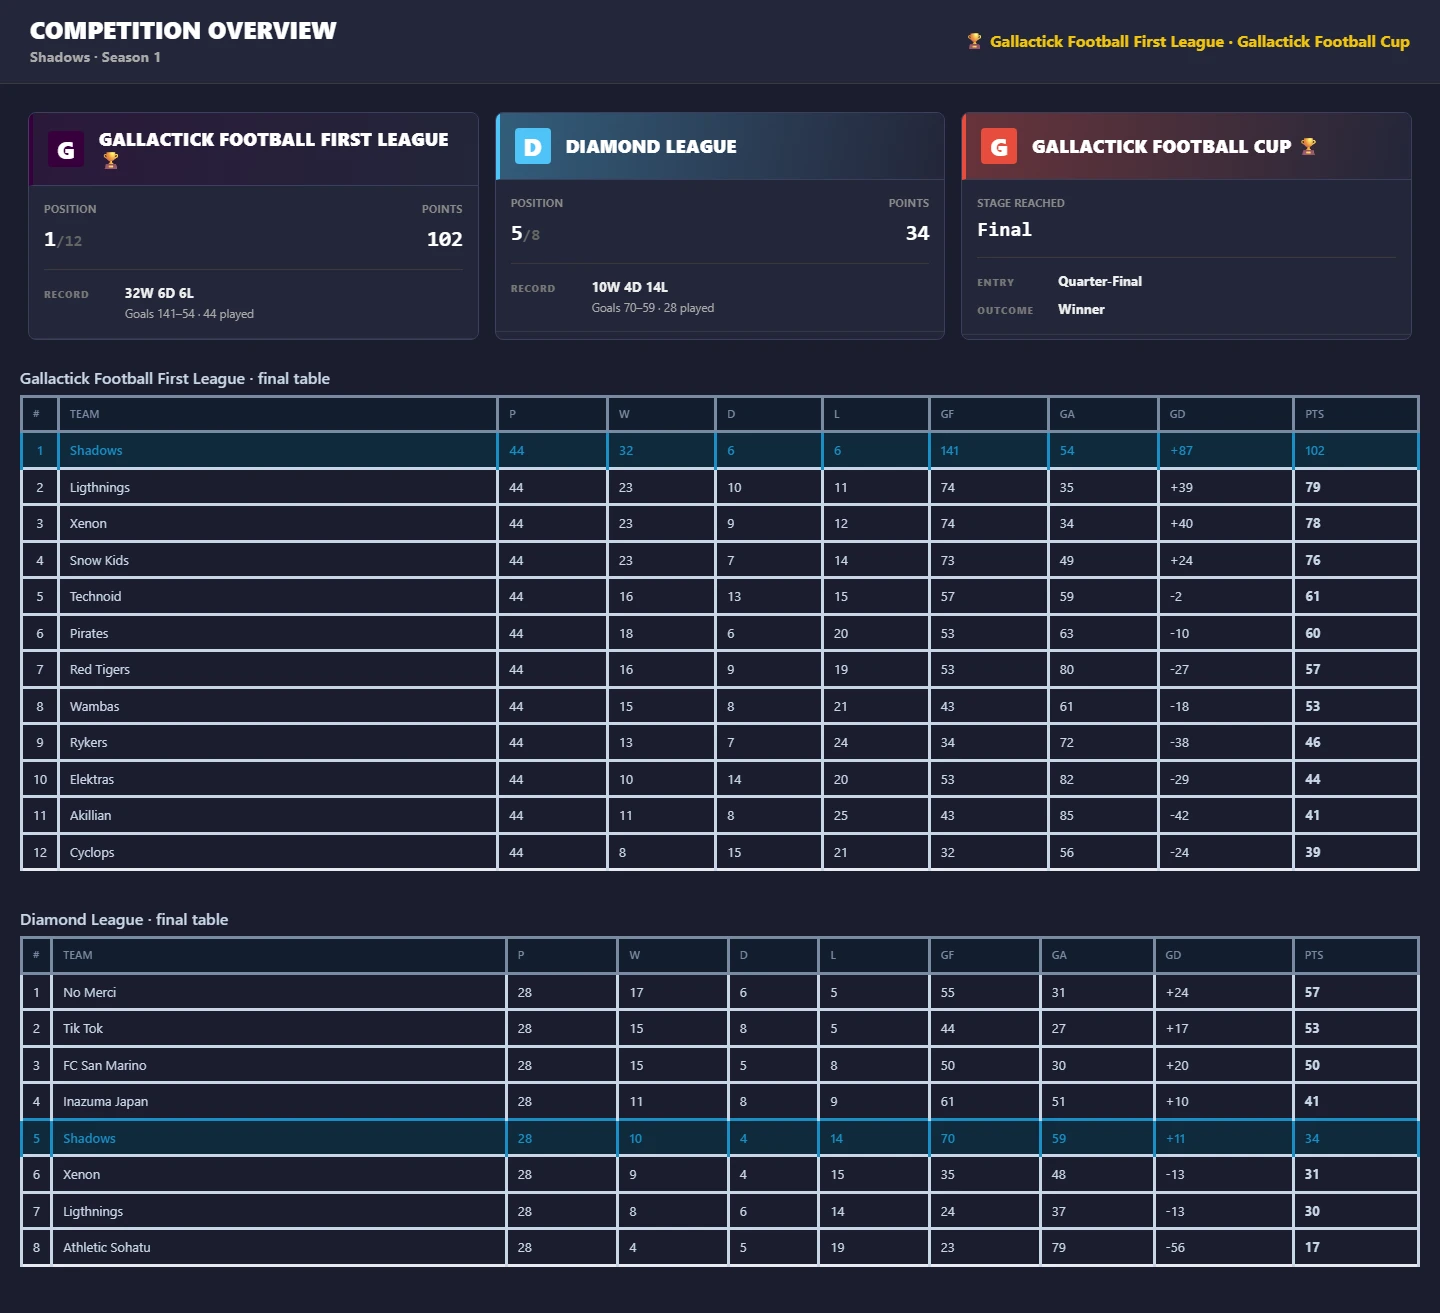 COMPETITION OVERVIEW
Shadows · Season 1
🏆 Gallactick Football First League · Gallactick Football Cup
G GALLACTICK FOOTBALL FIRST LEAGUE 🏆
POSITION POINTS
1/12 102
RECORD 32W 6D 6L
Goals 141–54 · 44 played
D DIAMOND LEAGUE
POSITION POINTS
5/8 34
RECORD 10W 4D 14L
Goals 70–59 · 28 played
G GALLACTICK FOOTBALL CUP 🏆
STAGE REACHED
Final
ENTRY Quarter-Final
OUTCOME Winner
Gallactick Football First League · final table
# TEAM P W D L GF GA GD PTS
1 Shadows 44 32 6 6 141 54 +87 102
2 Ligthnings 44 23 10 11 74 35 +39 79
3 Xenon 44 23 9 12 74 34 +40 78
4 Snow Kids 44 23 7 14 73 49 +24 76
5 Technoid 44 16 13 15 57 59 -2 61
6 Pirates 44 18 6 20 53 63 -10 60
7 Red Tigers 44 16 9 19 53 80 -27 57
8 Wambas 44 15 8 21 43 61 -18 53
9 Rykers 44 13 7 24 34 72 -38 46
10 Elektras 44 10 14 20 53 82 -29 44
11 Akillian 44 11 8 25 43 85 -42 41
12 Cyclops 44 8 15 21 32 56 -24 39
Diamond League · final table
# TEAM P W D L GF GA GD PTS
1 No Merci 28 17 6 5 55 31 +24 57
2 Tik Tok 28 15 8 5 44 27 +17 53
3 FC San Marino 28 15 5 8 50 30 +20 50
4 Inazuma Japan 28 11 8 9 61 51 +10 41
5 Shadows 28 10 4 14 70 59 +11 34
6 Xenon 28 9 4 15 35 48 -13 31
7 Ligthnings 28 8 6 14 24 37 -13 30
8 Athletic Sohatu 28 4 5 19 23 79 -56 17